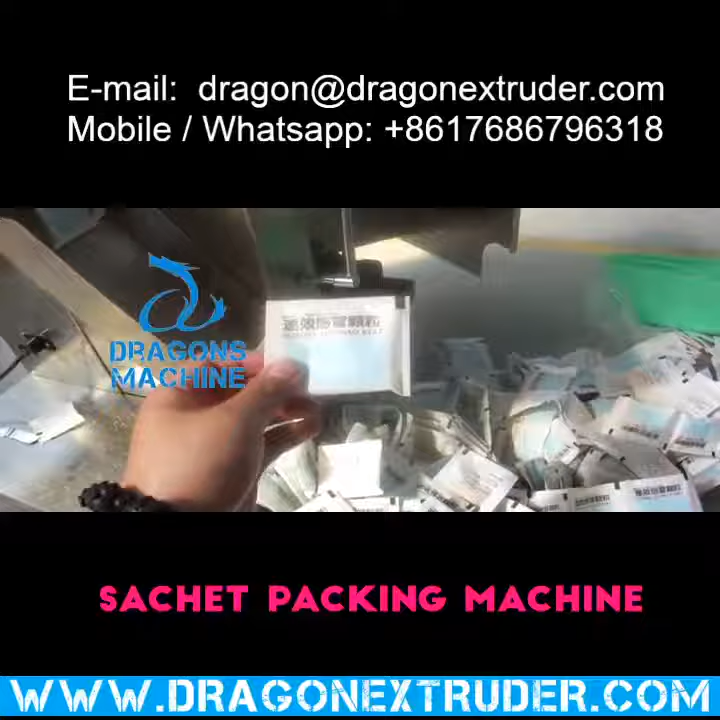 E-mail: dragon@dragonextruder.com
Mobile / Whatsapp: +8617686796318
DRAGONS
MACHINE
SACHET PACKING MACHINE
WWW.DRAGONEXTRUDER.COM